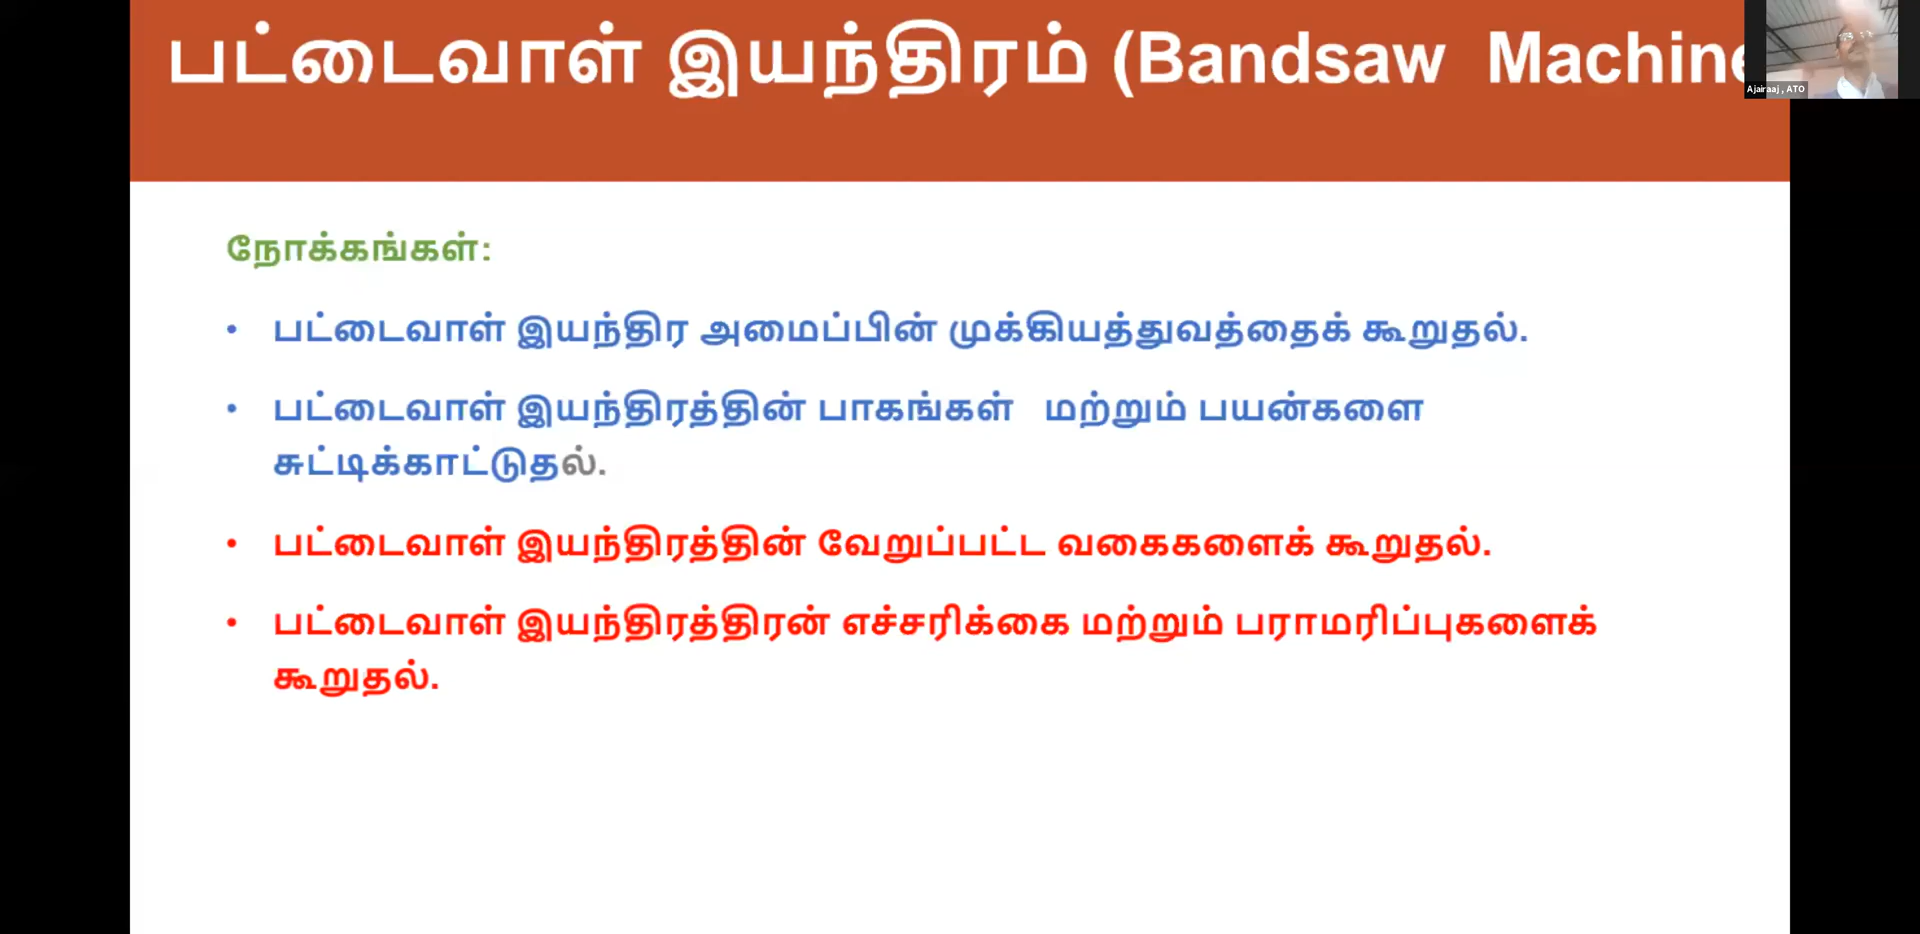 பட்டைவாள் இயந்திரம் (Bandsaw Machine
Ajairaaj , ATO
நோக்கங்கள்:
• பட்டைவாள் இயந்திர அமைப்பின் முக்கியத்துவத்தைக் கூறுதல்.
• பட்டைவாள் இயந்திரத்தின் பாகங்கள் மற்றும் பயன்களை
சுட்டிக்காட்டுதல்.
• பட்டைவாள் இயந்திரத்தின் வேறுப்பட்ட வகைகளைக் கூறுதல்.
• பட்டைவாள் இயந்திரத்திரன் எச்சரிக்கை மற்றும் பராமரிப்புகளைக்
கூறுதல்.